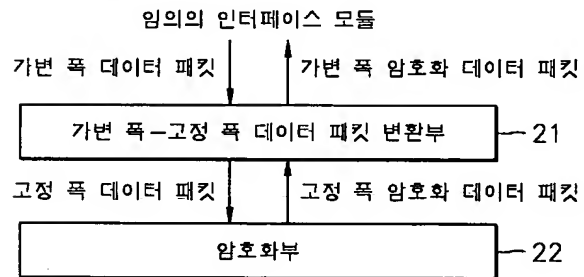 임의의 인터페이스 모듈
가변 폭 데이터 패킷 가변 폭 암호화 데이터 패킷
가변 폭-고정 폭 데이터 패킷 변환부 21
고정 폭 데이터 패킷 고정 폭 암호화 데이터 패킷
암호화부 22